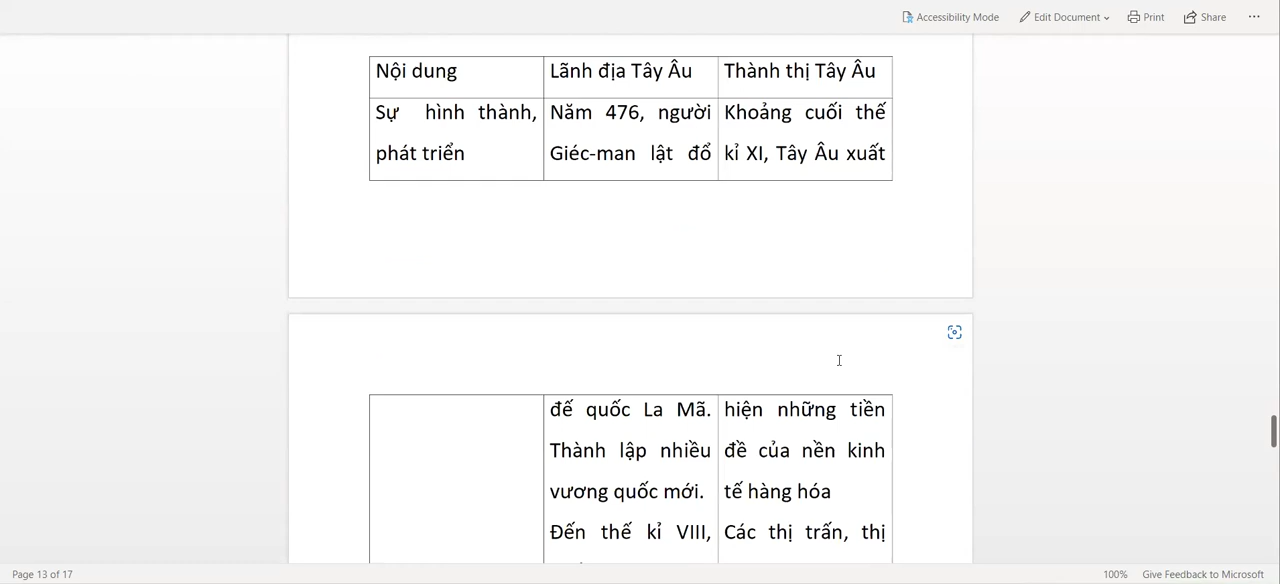 Accessibility Mode Edit Document Print Share ...
Nội dung Lãnh địa Tây Âu Thành thị Tây Âu
Sự hình thành, Năm 476, người Khoảng cuối thế
phát triển Giéc-man lật đổ kỉ XI, Tây Âu xuất
đế quốc La Mã. hiện những tiền
Thành lập nhiều đề của nền kinh
vương quốc mới. tế hàng hóa
Đến thế kỉ VIII, Các thị trấn, thị
Page 13 of 17 100% Give Feedback to Microsoft